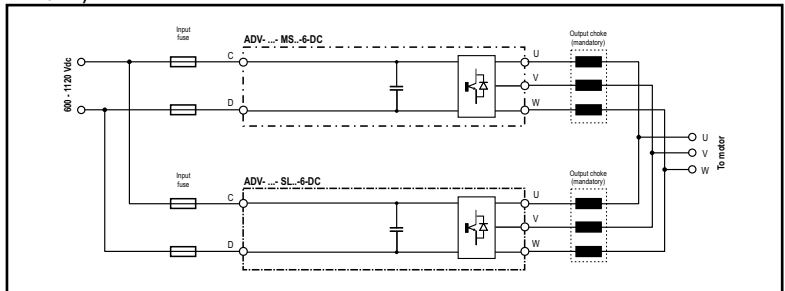 Input
fuse
ADV- ...- MS..-6-DC
Output choke
(mandatory)
C
U
V
D
W
600 - 1120 Vdc
U
V
W
To motor
Input
fuse
ADV- ...- SL..-6-DC
Output choke
(mandatory)
C
U
V
D
W